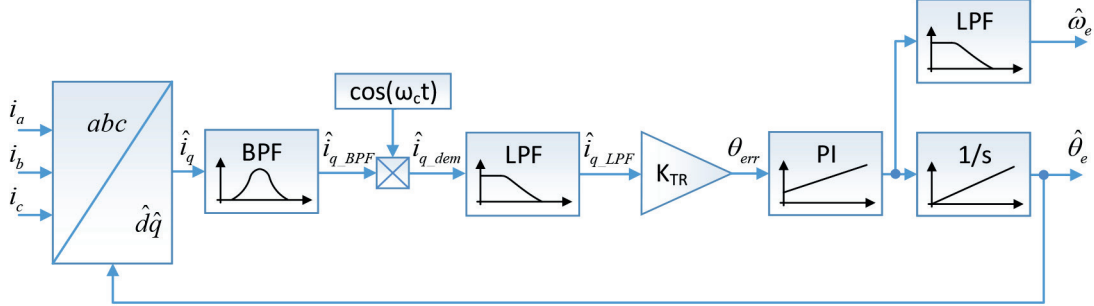 LPF
ω̂_e
cos(ω_c t)
i_a
i_b
i_c
abc
d̂q̂
î_q
BPF
î_q_BPF
î_q_dem
LPF
î_q_LPF
K_TR
θ_err
PI
1/s
θ̂_e